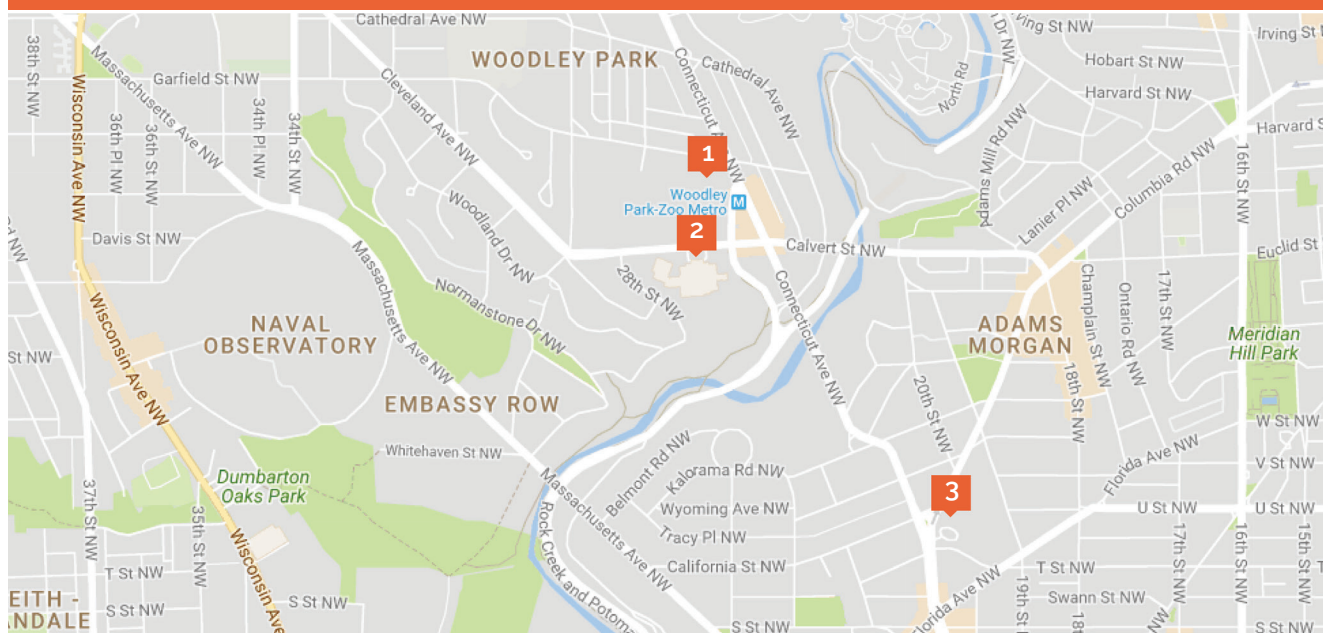 Cathedral Ave NW
ving St NW
Irving St
38th St NW
Massachusetts Ave NW
WOODLEY PARK
Connecticut Ave NW
Cathedral Ave NW
Dr NW
Hobart St NW
Wisconsin Ave NW
Garfield St NW
Cleveland Ave NW
North Rd
Harvard St NW
36th Pl NW
36th St NW
34th Pl NW
34th St NW
Adams Mill Rd NW
Columbia Rd NW
Harvard S
16th St NW
1
Woodley
Park-Zoo Metro
M
Lanier Pl NW
Woodland Dr NW
Davis St NW
2
Calvert St NW
Euclid St
Massachusetts Ave NW
28th St NW
Connecticut Ave NW
Champlain St NW
Ontario Rd NW
17th St NW
Normanstone Dr NW
Wisconsin Ave NW
NAVAL
OBSERVATORY
ADAMS
MORGAN
Meridian
Hill Park
St NW
20th St NW
18th St NW
EMBASSY ROW
W St NW
Whitehaven St NW
Belmont Rd NW
Kalorama Rd NW
Florida Ave NW
V St NW
Dumbarton
Oaks Park
37th St NW
35th St NW
Massachusetts Ave NW
Wyoming Ave NW
3
U St NW
U St NW
Tracy Pl NW
Wisconsin Ave
Rock Creek and Potoma
17th St NW
16th St NW
15th St NW
T St NW
California St NW
T St NW
T
EITH -
ANDALE
S St NW
S St NW
Florida Ave NW
19th St NW
Swann St NW
18t
NW
S St NW
S St NW